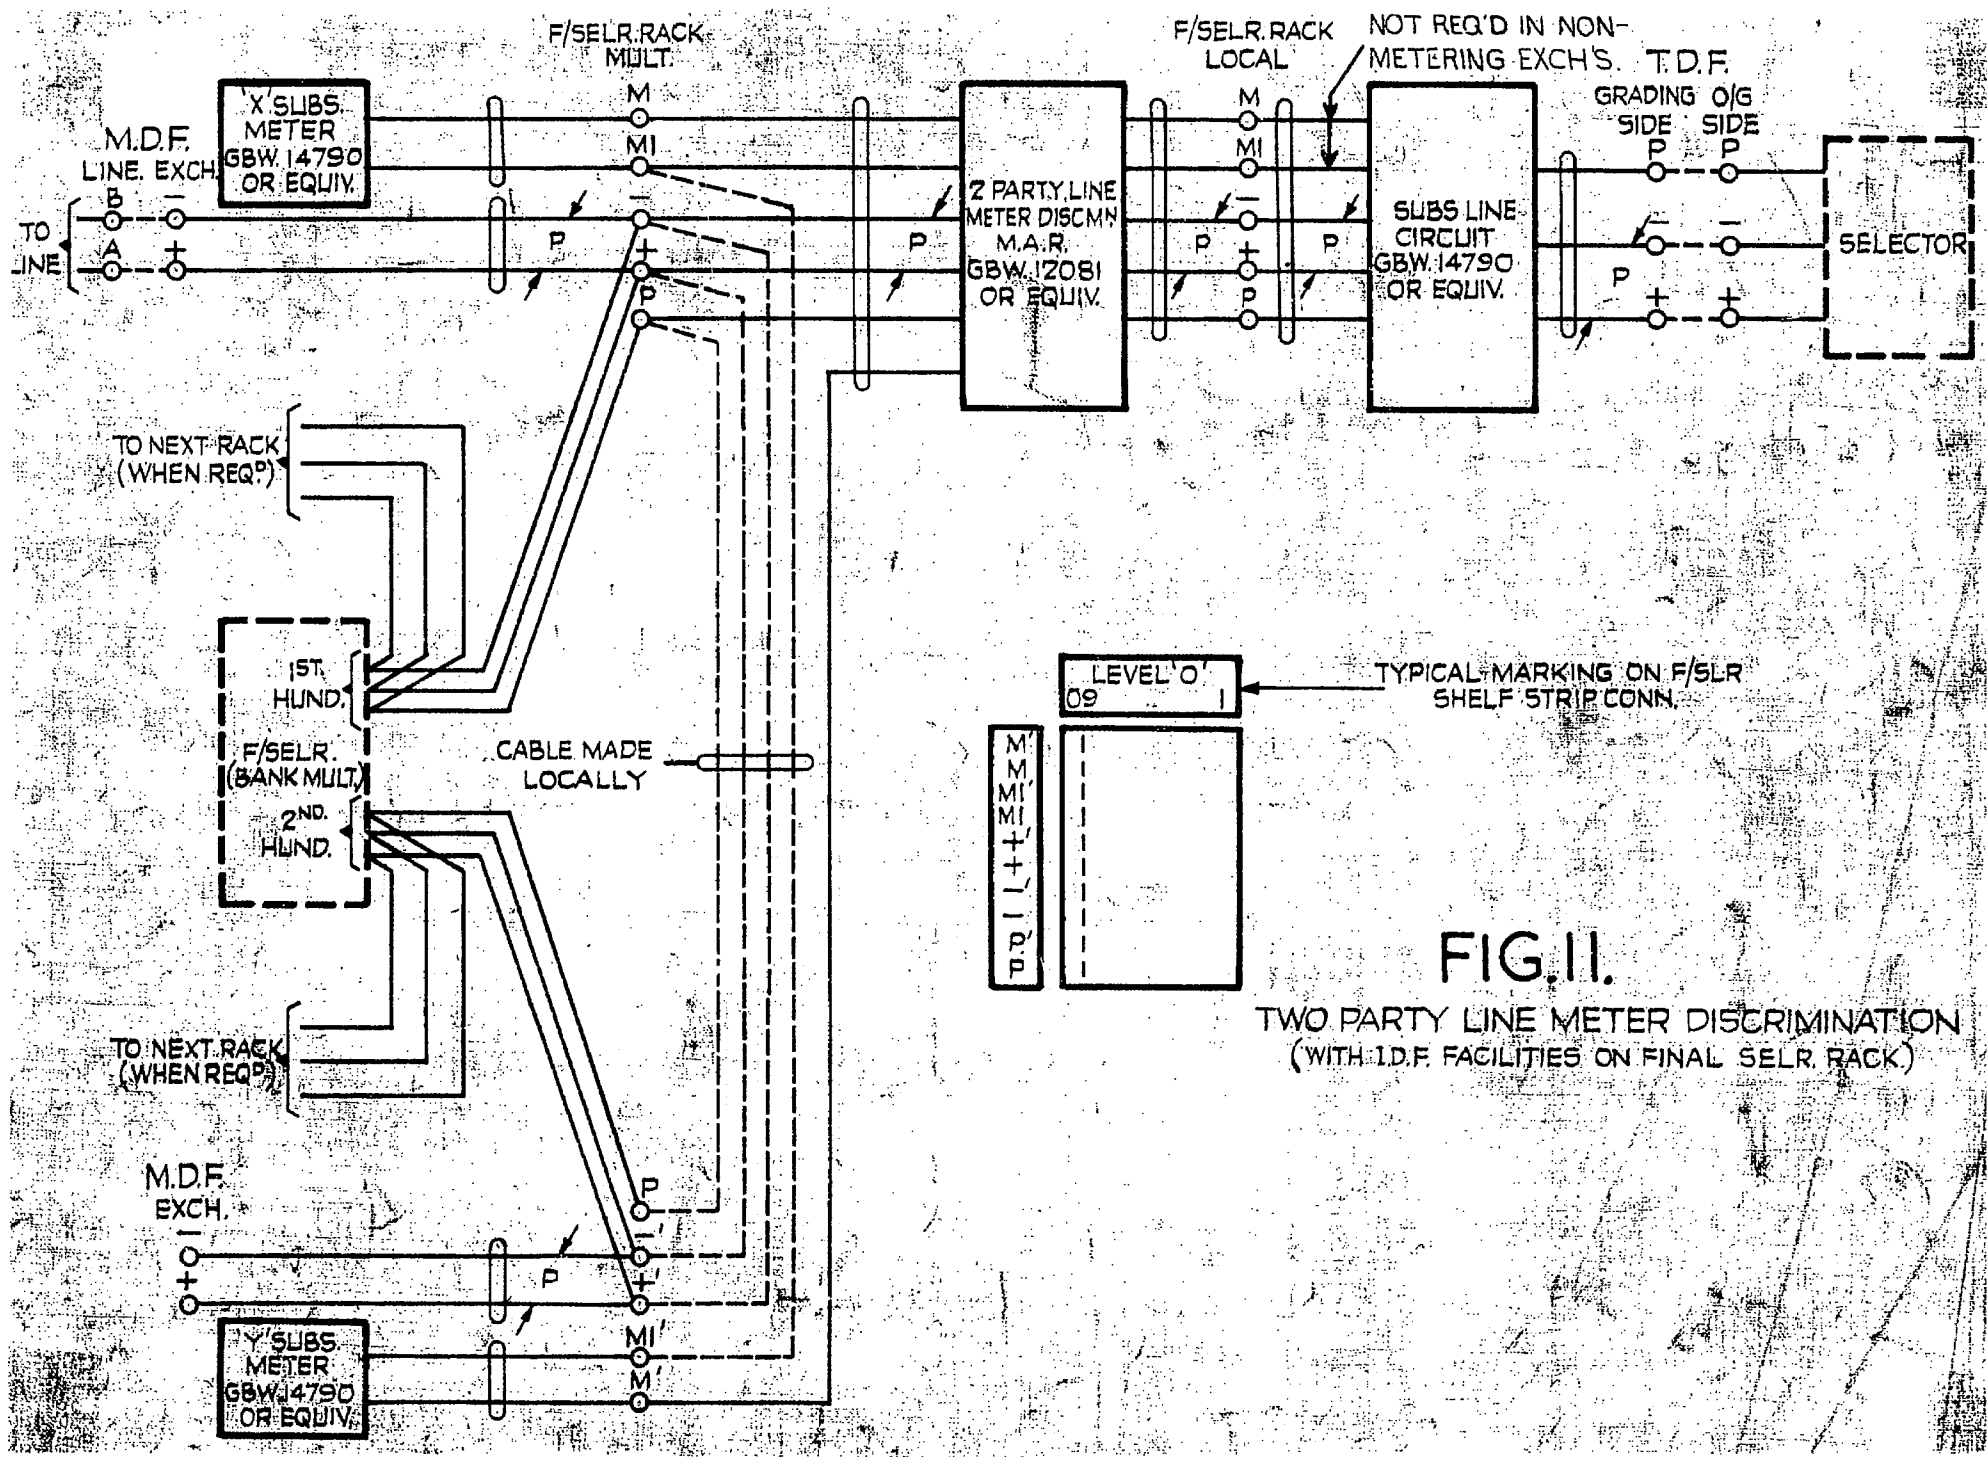 F/SELR. RACK
MULT.
F/SELR. RACK
LOCAL
NOT REQ'D IN NON-
METERING EXCH'S.
T.D.F.
GRADING O/G
SIDE SIDE
P P
M
MI
−
+
P
M
MI
−
+
P
'X' SUBS.
METER
GBW. 14790
OR EQUIV.
M.D.F.
LINE. EXCH.
B −
A +
TO
LINE
P
P
P
P
2 PARTY LINE
METER DISCMN.
M.A.R.
GBW. 12081
OR EQUIV.
SUBS LINE
CIRCUIT
GBW. 14790
OR EQUIV.
− −
P
+ +
SELECTOR
TO NEXT RACK
(WHEN REQD.)
1ST.
HUND.
F/SELR.
(BANK MULT.)
2ND.
HUND.
CABLE MADE
LOCALLY
LEVEL 'O'
09 1
TYPICAL MARKING ON F/SLR
SHELF STRIP CONN.
M'
M
MI'
MI
+'
+
−'
−
P'
P
FIG. 11.
TWO PARTY LINE METER DISCRIMINATION
(WITH I.D.F. FACILITIES ON FINAL SELR. RACK.)
TO NEXT RACK
(WHEN REQD.)
M.D.F.
EXCH.
−
+
P
P
−'
+'
MI'
M'
'Y' SUBS.
METER
GBW. 14790
OR EQUIV.